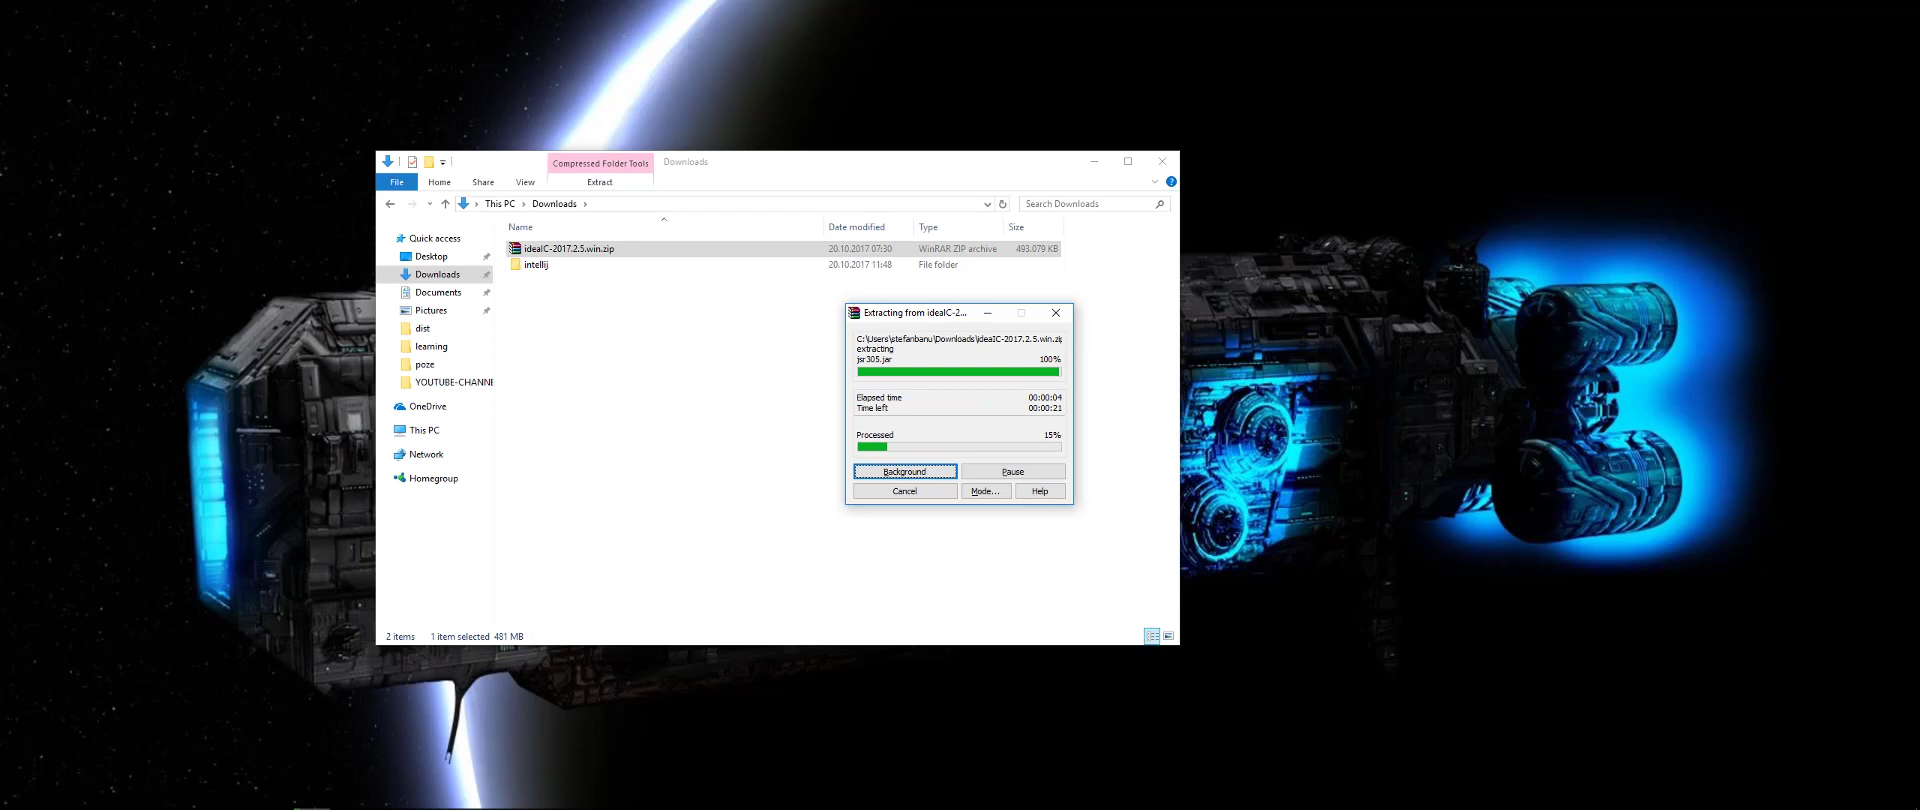 Compressed Folder Tools
Downloads
File
Home
Share
View
Extract
This PC
Downloads
Search Downloads
Name
Date modified
Type
Size
ideaIC-2017.2.5.win.zip
20.10.2017 07:30
WinRAR ZIP archive
493.079 KB
intellij
20.10.2017 11:48
File folder
Quick access
Desktop
Downloads
Documents
Pictures
dist
learning
poze
YOUTUBE-CHANNE
OneDrive
This PC
Network
Homegroup
Extracting from ideaIC-2...
C:\Users\stefanbanu\Downloads\ideaIC-2017.2.5.win.zip
extracting
jsr305.jar
100%
Elapsed time
00:00:04
Time left
00:00:21
Processed
15%
Background
Pause
Cancel
Mode...
Help
2 items
1 item selected
481 MB